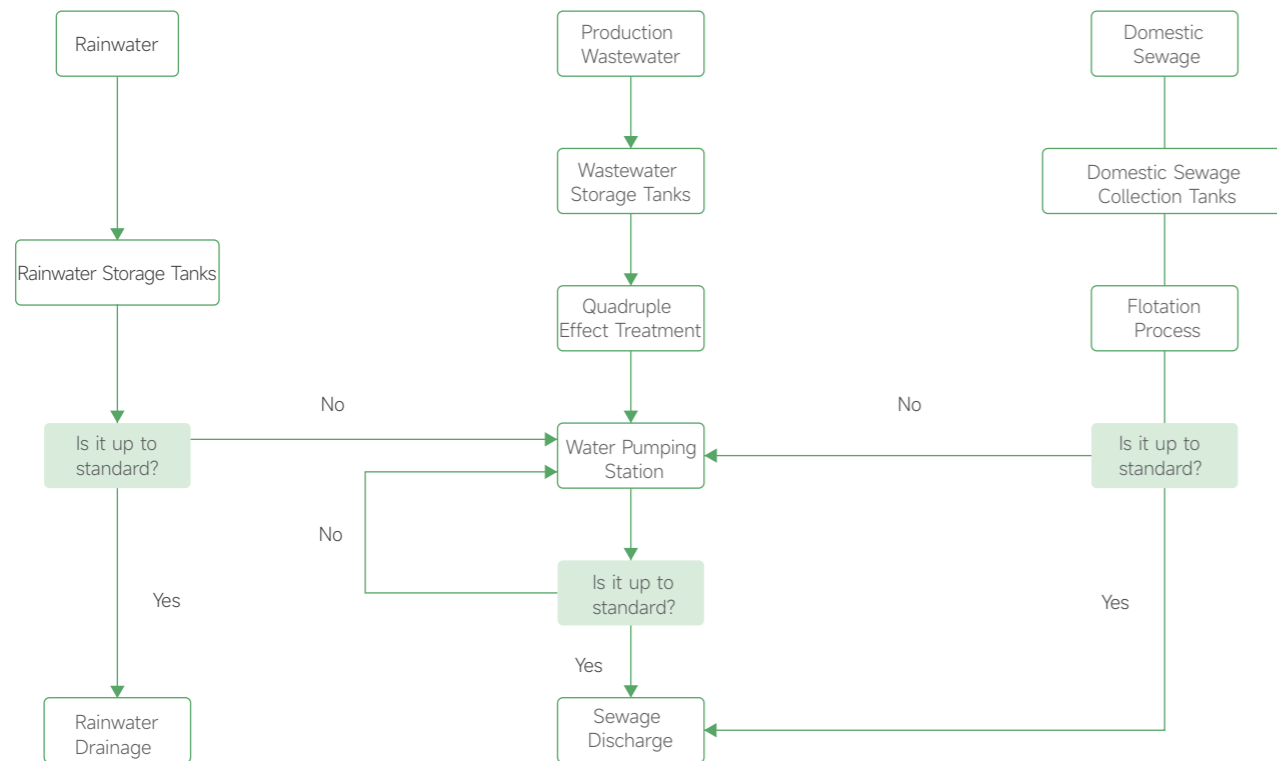 Rainwater
Production
Wastewater
Domestic
Sewage
Wastewater
Storage Tanks
Domestic Sewage
Collection Tanks
Rainwater Storage Tanks
Quadruple
Effect Treatment
Flotation
Process
No
No
Is it up to
standard?
Water Pumping
Station
Is it up to
standard?
No
Is it up to
standard?
Yes
Yes
Yes
Rainwater
Drainage
Sewage
Discharge